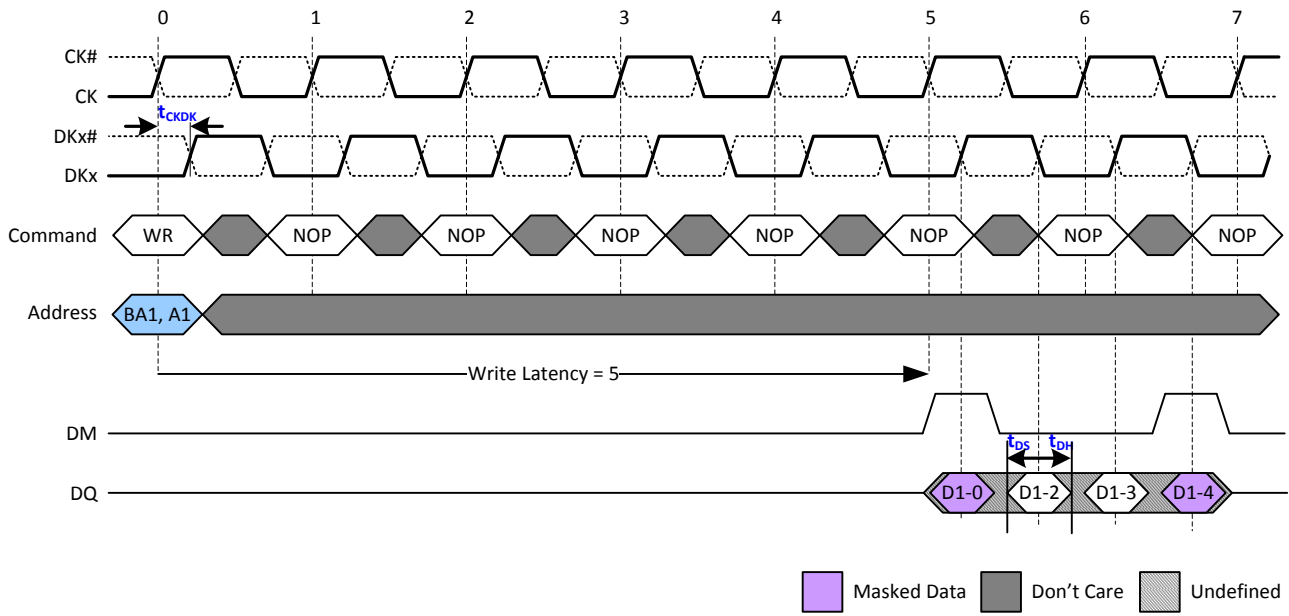 0 1 2 3 4 5 6 7
CK#
CK
tCKDK
DKx#
DKx
Command WR NOP NOP NOP NOP NOP NOP NOP
Address BA1, A1
Write Latency = 5
DM
tDS tDH
DQ D1-0 D1-2 D1-3 D1-4
Masked Data Don't Care Undefined